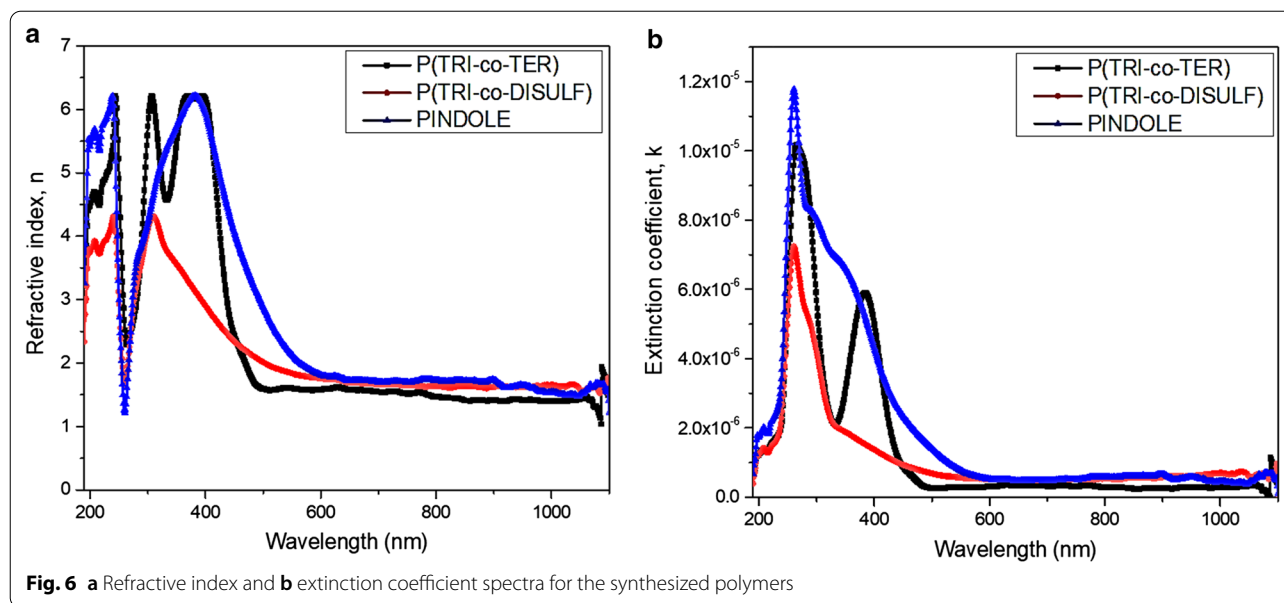 a
7
6
5
4
3
2
1
0
Refractive index, n
P(TRI-co-TER)
P(TRI-co-DISULF)
PINDOLE
200 400 600 800 1000
Wavelength (nm)
b
1.2x10⁻⁵
1.0x10⁻⁵
8.0x10⁻⁶
6.0x10⁻⁶
4.0x10⁻⁶
2.0x10⁻⁶
0.0
Extinction coefficient, k
P(TRI-co-TER)
P(TRI-co-DISULF)
PINDOLE
200 400 600 800 1000
Wavelength (nm)
Fig. 6 a Refractive index and b extinction coefficient spectra for the synthesized polymers